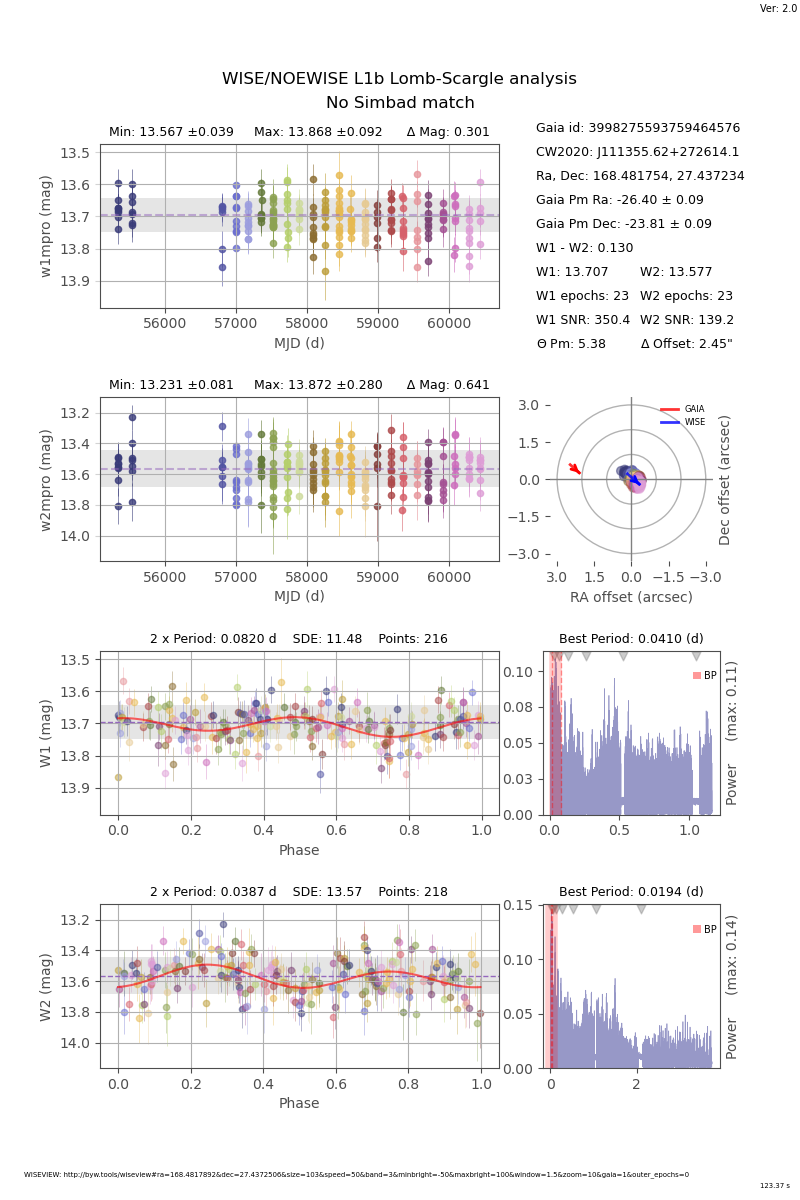 Ver: 2.0
WISE/NOEWISE L1b Lomb-Scargle analysis
No Simbad match
Min: 13.567 ±0.039 Max: 13.868 ±0.092 Δ Mag: 0.301
13.5
13.6
13.7
13.8
13.9
w1mpro (mag)
56000 57000 58000 59000 60000
MJD (d)
Gaia id: 3998275593759464576
CW2020: J111355.62+272614.1
Ra, Dec: 168.481754, 27.437234
Gaia Pm Ra: -26.40 ± 0.09
Gaia Pm Dec: -23.81 ± 0.09
W1 - W2: 0.130
W1: 13.707 W2: 13.577
W1 epochs: 23 W2 epochs: 23
W1 SNR: 350.4 W2 SNR: 139.2
Θ Pm: 5.38 Δ Offset: 2.45"
Min: 13.231 ±0.081 Max: 13.872 ±0.280 Δ Mag: 0.641
13.2
13.4
13.6
13.8
14.0
w2mpro (mag)
56000 57000 58000 59000 60000
MJD (d)
GAIA
WISE
3.0
1.5
0.0
−1.5
−3.0
3.0 1.5 0.0 −1.5 −3.0
RA offset (arcsec)
Dec offset (arcsec)
2 x Period: 0.0820 d SDE: 11.48 Points: 216
13.5
13.6
13.7
13.8
13.9
W1 (mag)
0.0 0.2 0.4 0.6 0.8 1.0
Phase
Best Period: 0.0410 (d)
BP
0.10
0.08
0.05
0.03
0.00
0.0 0.5 1.0
Power (max: 0.11)
2 x Period: 0.0387 d SDE: 13.57 Points: 218
13.2
13.4
13.6
13.8
14.0
W2 (mag)
0.0 0.2 0.4 0.6 0.8 1.0
Phase
Best Period: 0.0194 (d)
BP
0.15
0.10
0.05
0.00
0 2
Power (max: 0.14)
WISEVIEW: http://byw.tools/wiseview#ra=168.4817892&dec=27.4372506&size=103&speed=50&band=3&minbright=-50&maxbright=100&window=1.5&zoom=10&gaia=1&outer_epochs=0
123.37 s